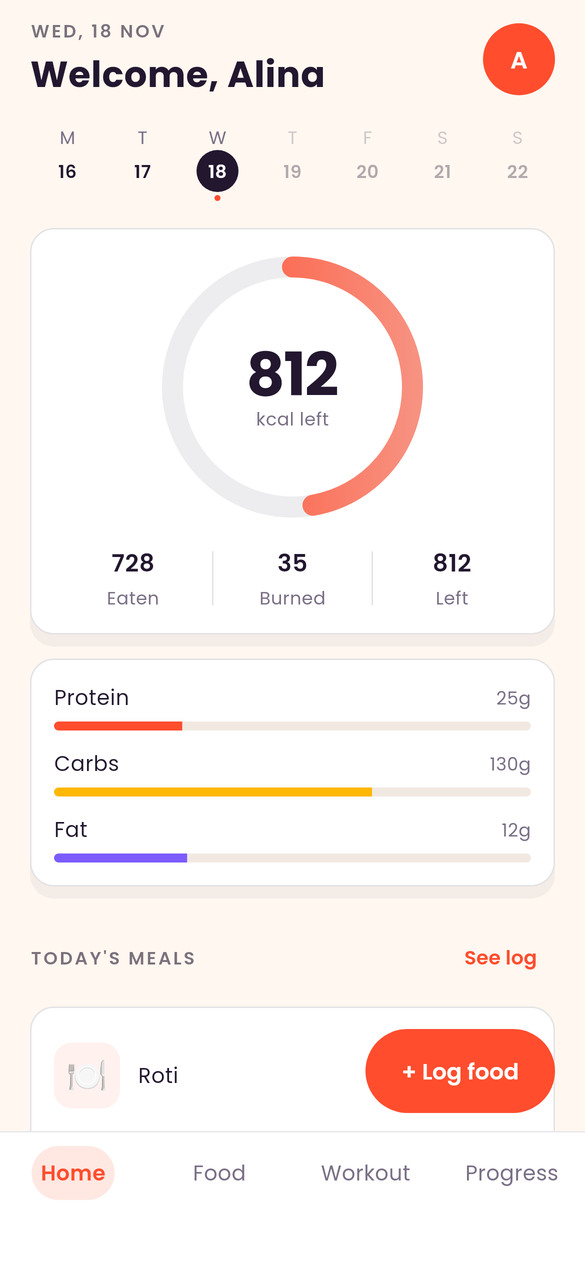 WED, 18 NOV
Welcome, Alina
A
M T W T F S S
16 17 18 19 20 21 22
812
kcal left
728 35 812
Eaten Burned Left
Protein 25g
Carbs 130g
Fat 12g
TODAY'S MEALS See log
Roti + Log food
Home Food Workout Progress